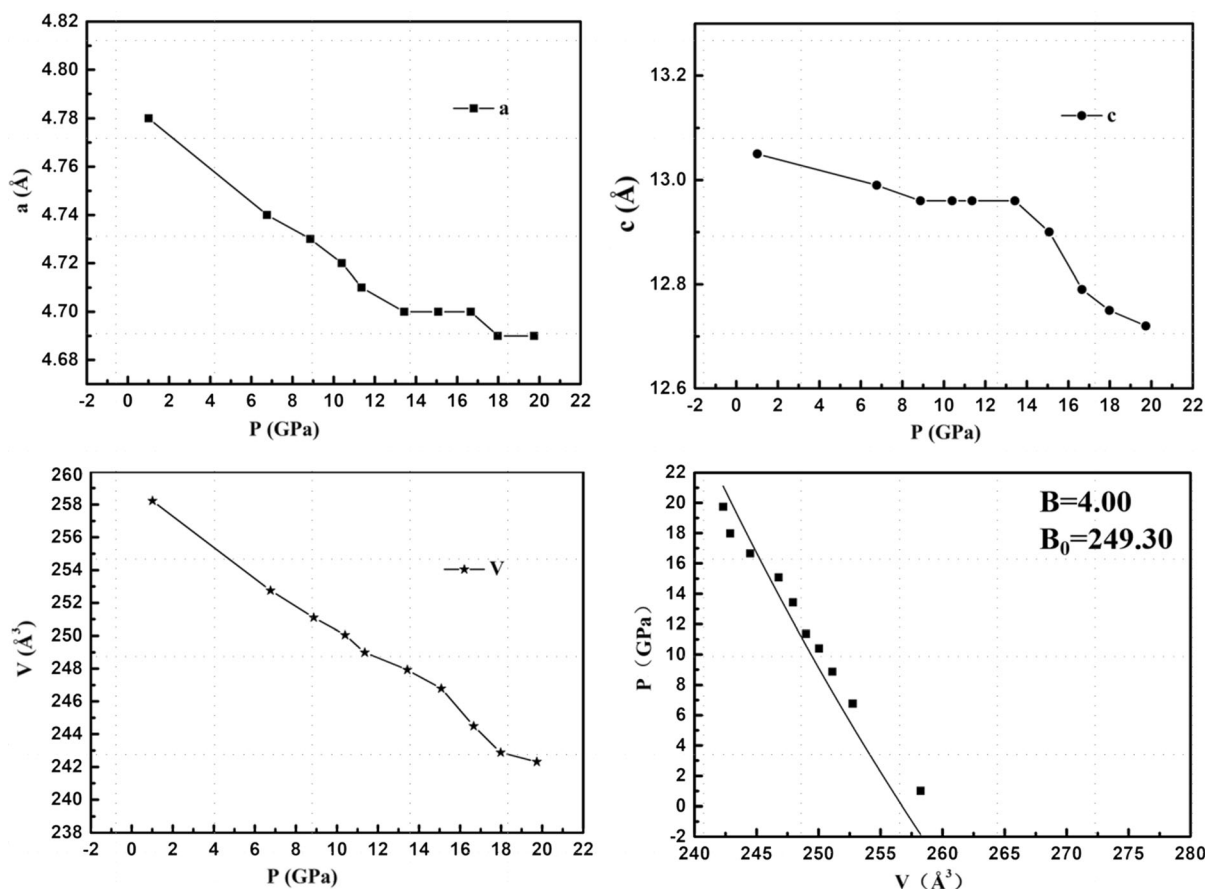 4.82
4.80
4.78
4.74
4.72
4.70
4.68
a (Å)
a
-2 0 2 4 6 8 10 12 14 16 18 20 22
P (GPa)
13.2
13.0
12.8
12.6
c (Å)
c
-2 0 2 4 6 8 10 12 14 16 18 20 22
P (GPa)
260
258
256
254
252
250
248
246
244
242
240
238
V (Å³)
V
-2 0 2 4 6 8 10 12 14 16 18 20 22
P (GPa)
22
20
18
16
14
12
10
8
6
4
2
0
-2
P（GPa）
B=4.00
B₀=249.30
240 245 250 255 260 265 270 275 280
V（Å³）